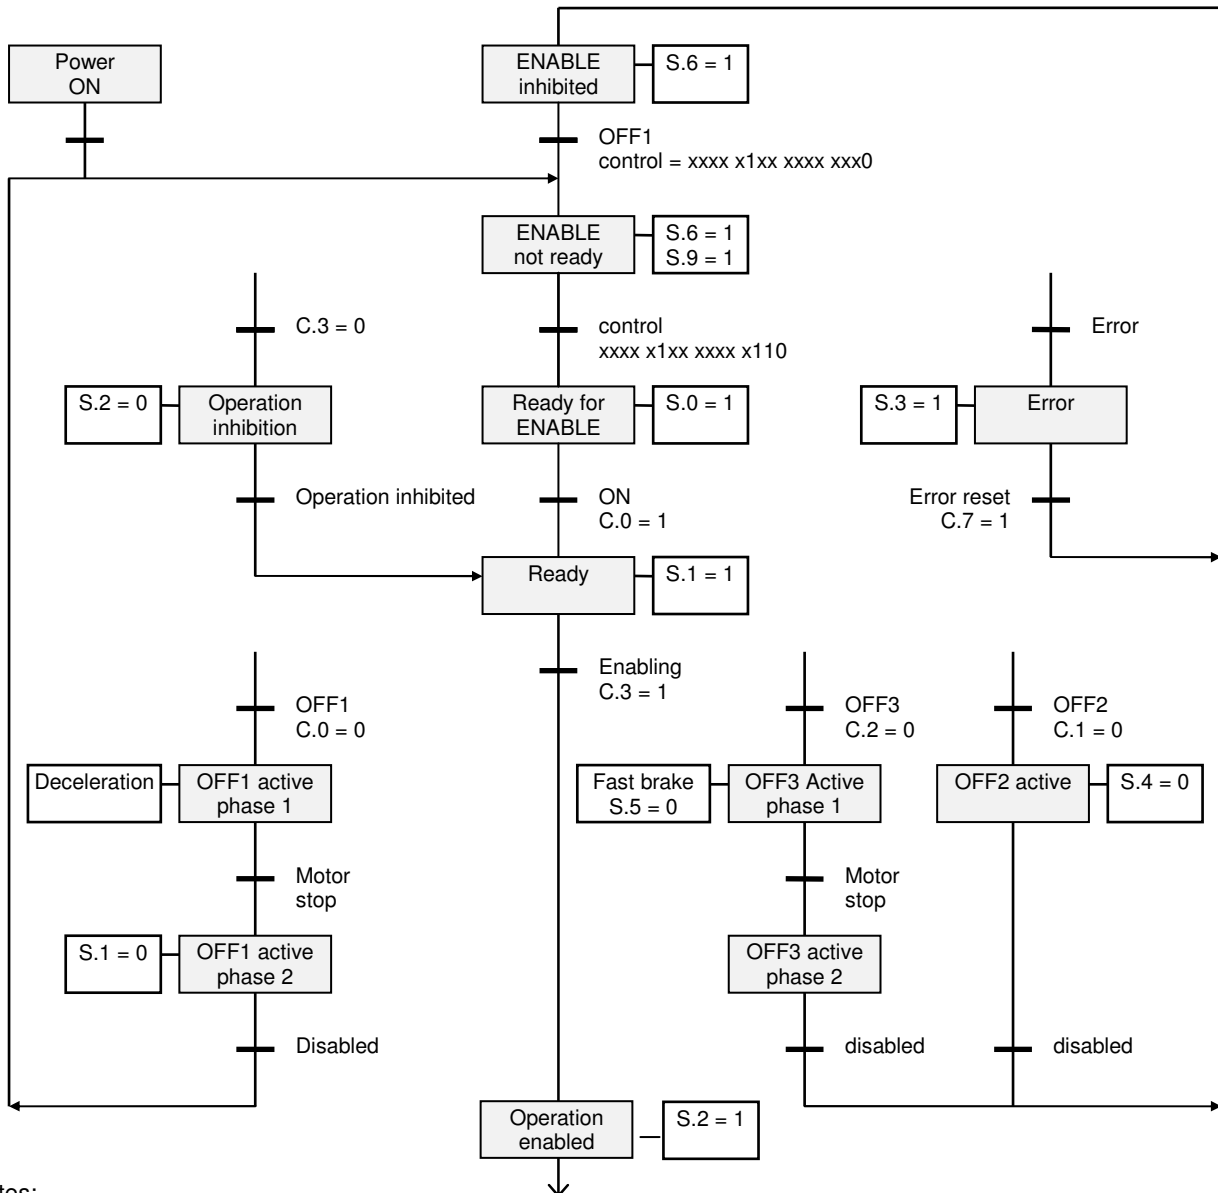 Power
ON
ENABLE
inhibited
S.6 = 1
OFF1
control = xxxx x1xx xxxx xxx0
ENABLE
not ready
S.6 = 1
S.9 = 1
C.3 = 0
control
xxxx x1xx xxxx x110
Error
S.2 = 0
Operation
inhibition
Ready for
ENABLE
S.0 = 1
S.3 = 1
Error
Operation inhibited
ON
C.0 = 1
Error reset
C.7 = 1
Ready
S.1 = 1
Enabling
C.3 = 1
OFF1
C.0 = 0
OFF3
C.2 = 0
OFF2
C.1 = 0
Deceleration
OFF1 active
phase 1
Fast brake
S.5 = 0
OFF3 Active
phase 1
OFF2 active
S.4 = 0
Motor
stop
Motor
stop
S.1 = 0
OFF1 active
phase 2
OFF3 active
phase 2
Disabled
disabled
disabled
Operation
enabled
S.2 = 1